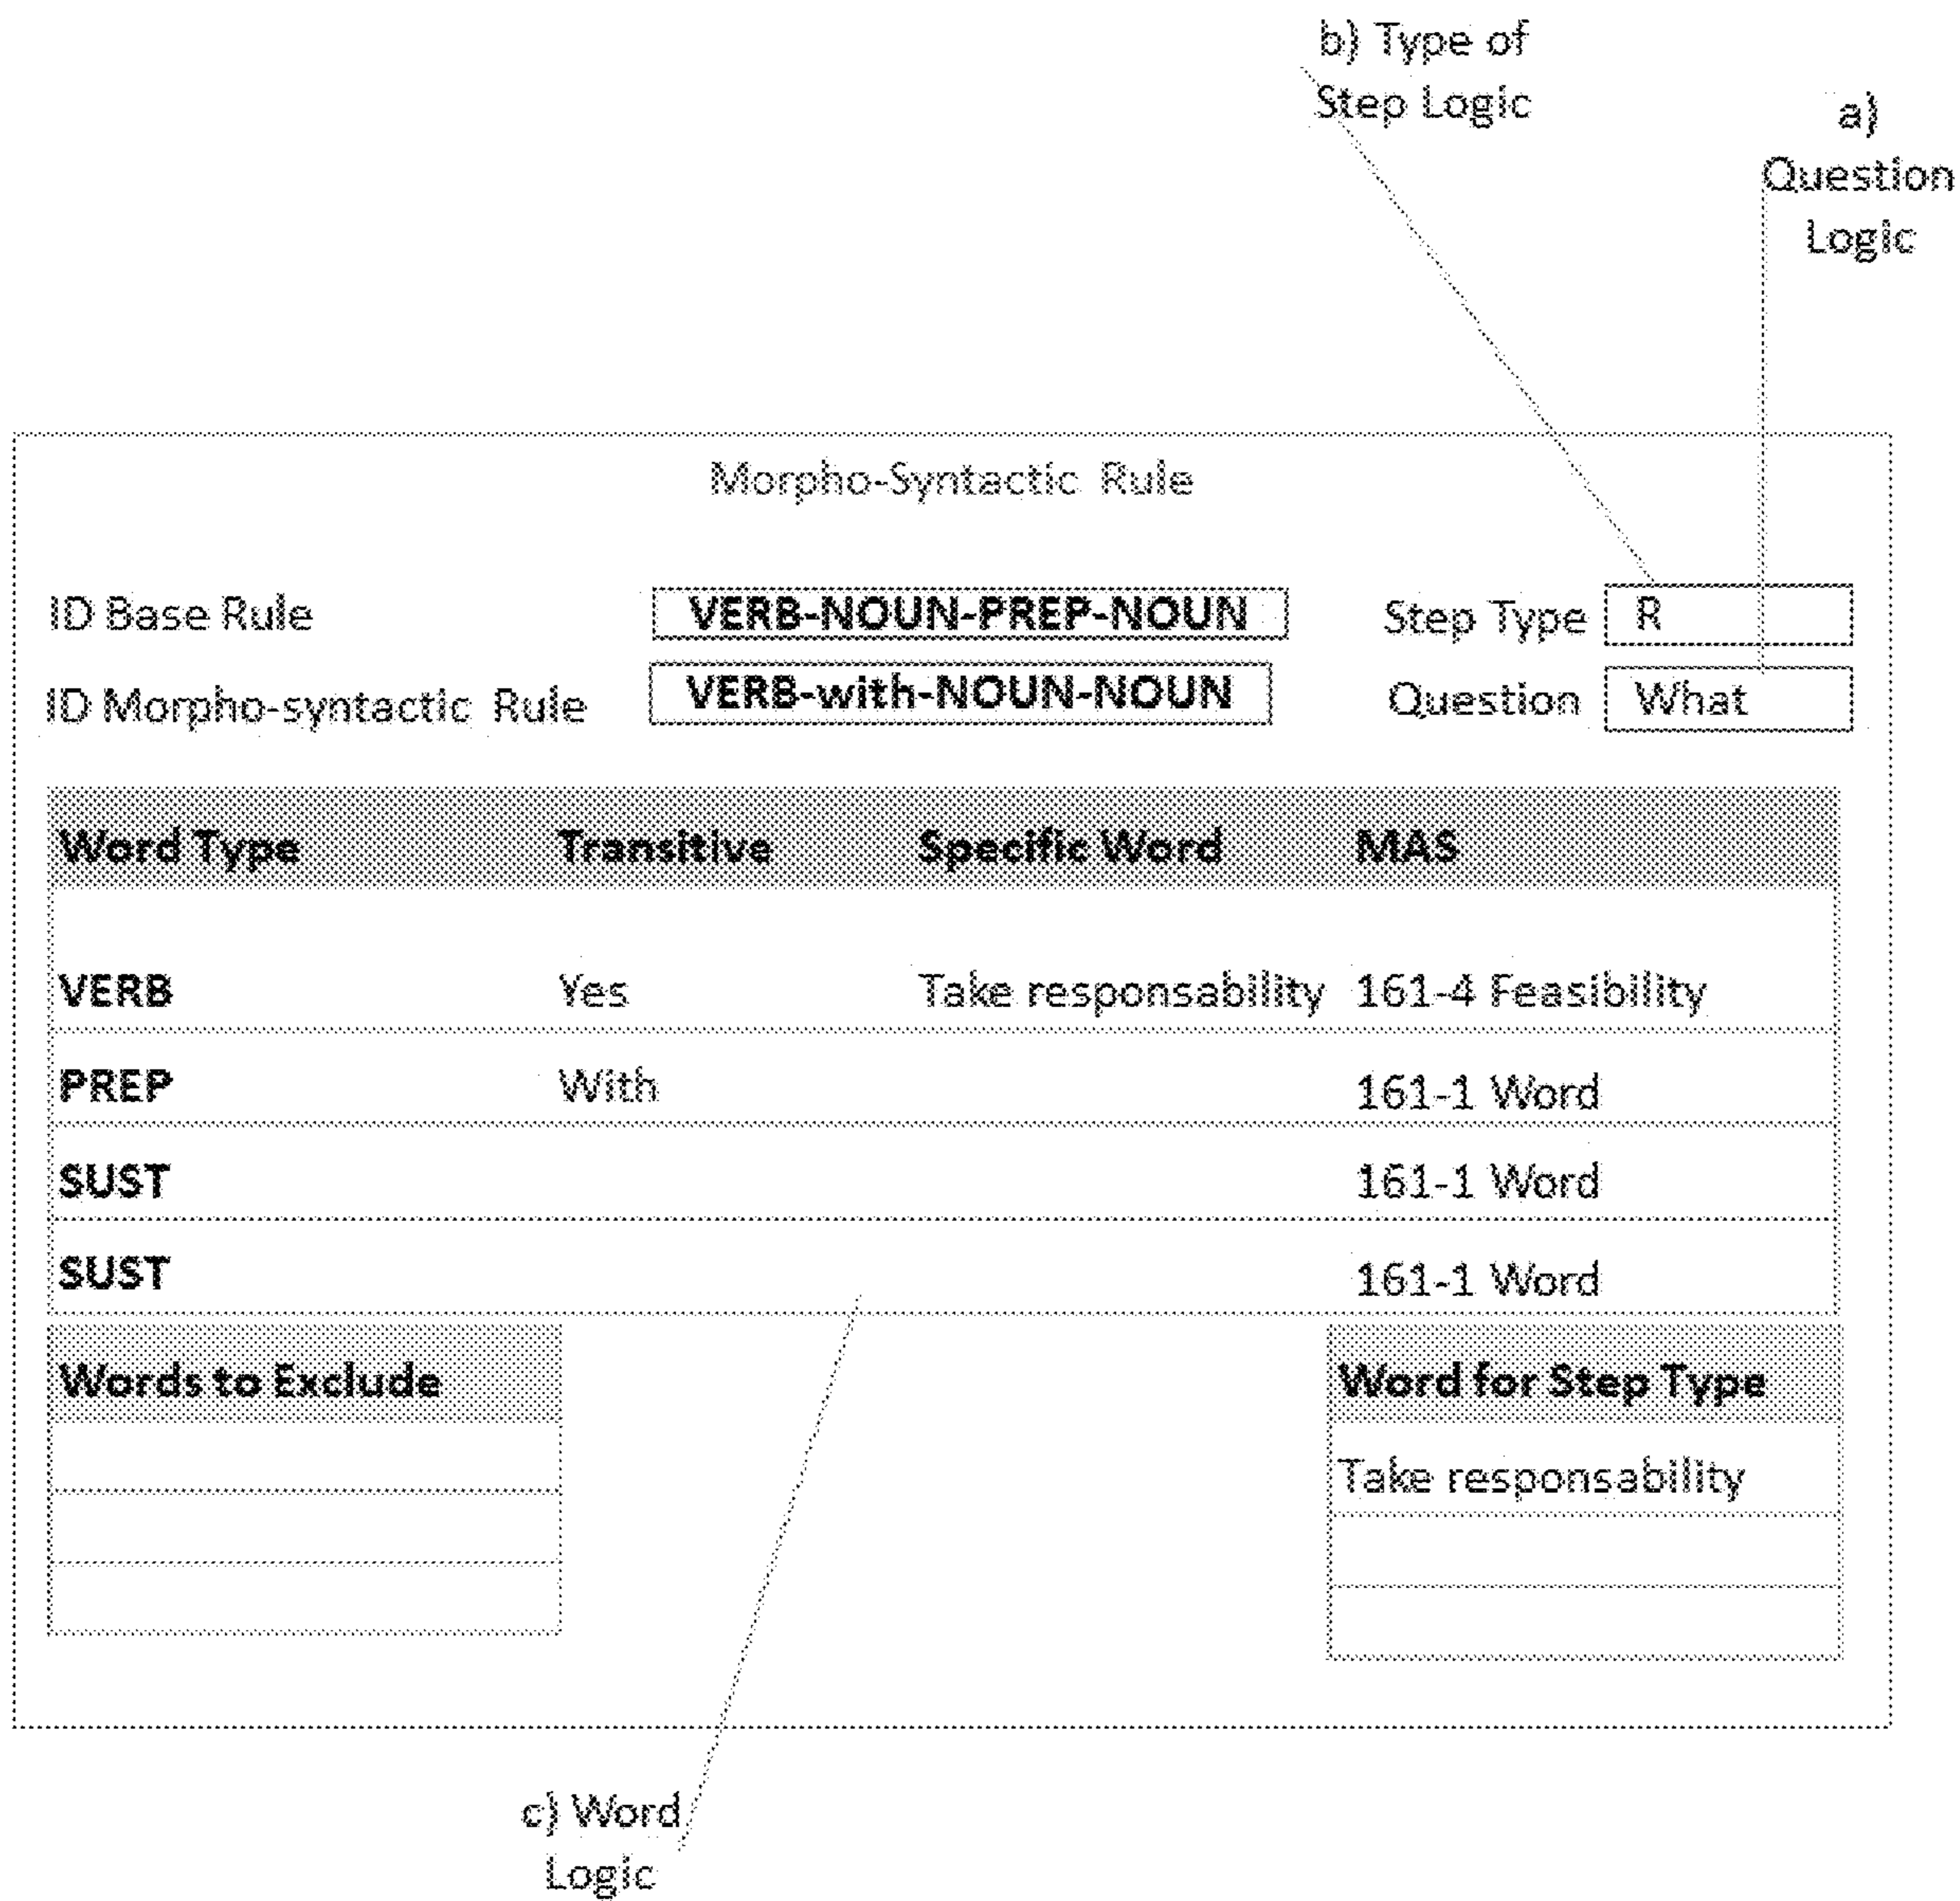 b) Type of
Step Logic
a)
Question
Logic
Morpho-Syntactic Rule
ID Base Rule VERB-NOUN-PREP-NOUN Step Type R
ID Morpho-syntactic Rule VERB-with-NOUN-NOUN Question What
Word Type Transitive Specific Word MAS
VERB Yes Take responsability 161-4 Feasibility
PREP With 161-1 Word
SUST 161-1 Word
SUST 161-1 Word
Words to Exclude Word for Step Type
Take responsability
c) Word
Logic